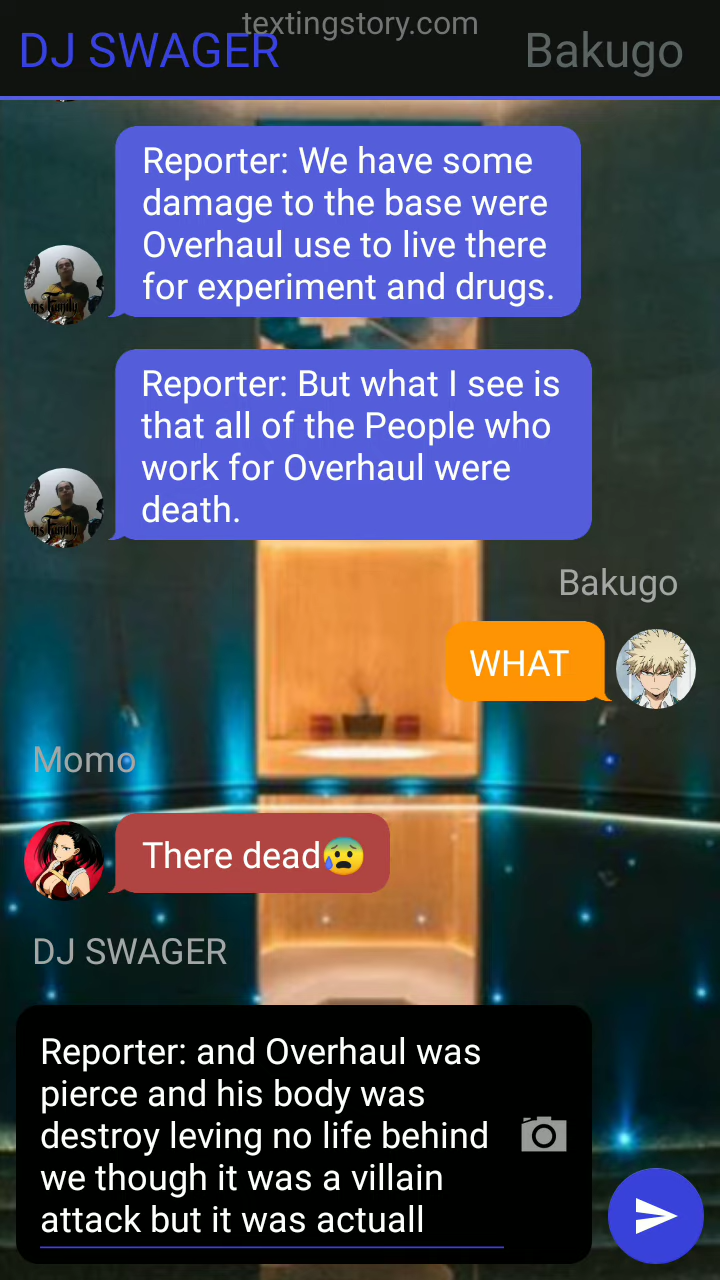 textingstory.com
DJ SWAGER
Bakugo
Reporter: We have some
damage to the base were
Overhaul use to live there
for experiment and drugs.
Reporter: But what I see is
that all of the People who
work for Overhaul were
death.
Bakugo
WHAT
Momo
There dead😰
DJ SWAGER
Reporter: and Overhaul was
pierce and his body was
destroy leving no life behind
we though it was a villain
attack but it was actuall